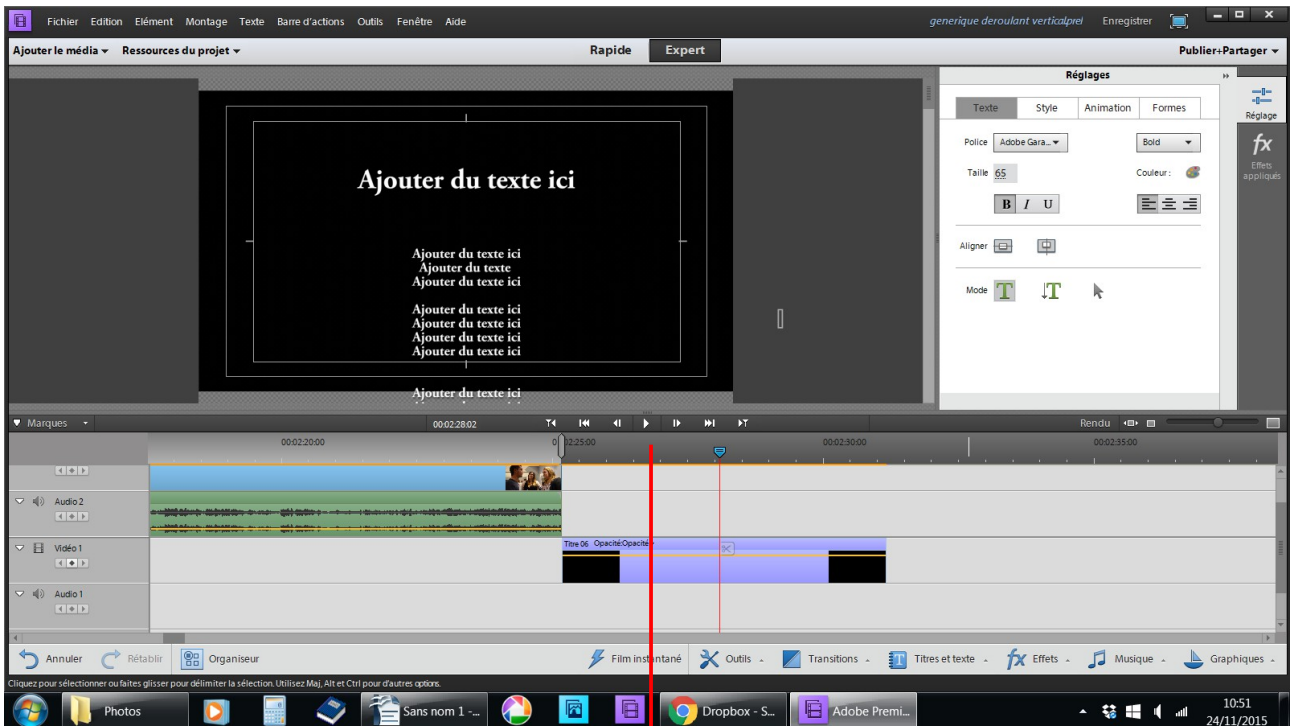 Fichier Edition Elément Montage Texte Barre d'actions Outils Fenêtre Aide generique deroulant verticalprel Enregistrer
Ajouter le média Ressources du projet Rapide Expert Publier+Partager
Réglages
Texte Style Animation Formes
Réglage
Police Adobe Gara... Bold
Taille 65 Couleur :
fx
Effets
appliqués
B I U
Aligner
Mode T T
Ajouter du texte ici
Ajouter du texte ici
Ajouter du texte
Ajouter du texte ici
Ajouter du texte ici
Ajouter du texte ici
Ajouter du texte ici
Ajouter du texte ici
Ajouter du texte ici
Marques 00:02:28:02 Rendu
00:02:20:00 02:25:00 00:02:30:00 00:02:35:00
Audio 2
Vidéo 1
Titre 06 Opacité:Opacité
Audio 1
Annuler Rétablir Organiseur Film instantané Outils Transitions Titres et texte fx Effets Musique Graphiques
Cliquez pour sélectionner ou faites glisser pour délimiter la sélection. Utilisez Maj, Alt et Ctrl pour d'autres options.
Photos Sans nom 1 -... Dropbox - S... Adobe Premi... 10:51
24/11/2015